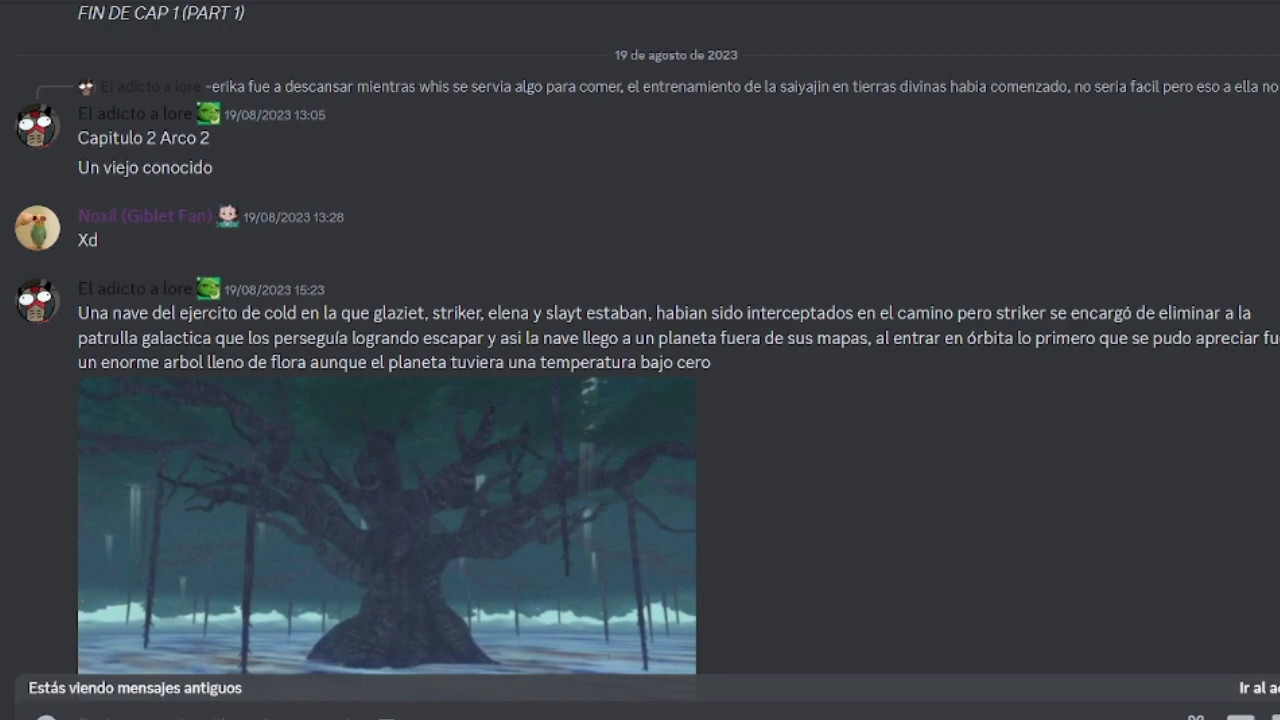 FIN DE CAP 1 (PART 1)
19 de agosto de 2023
El adicto a lore -erika fue a descansar mientras whis se servia algo para comer, el entrenamiento de la saiyajin en tierras divinas habia comenzado, no seria facil pero eso a ella no
El adicto a lore 19/08/2023 13:05
Capitulo 2 Arco 2
Un viejo conocido
Noxil (Giblet Fan) 19/08/2023 13:28
Xd
El adicto a lore 19/08/2023 15:23
Una nave del ejercito de cold en la que glaziet, striker, elena y slayt estaban, habian sido interceptados en el camino pero striker se encargó de eliminar a la
patrulla galactica que los perseguía logrando escapar y asi la nave llego a un planeta fuera de sus mapas, al entrar en órbita lo primero que se pudo apreciar
un enorme arbol lleno de flora aunque el planeta tuviera una temperatura bajo cero
Estás viendo mensajes antiguos
Ir al